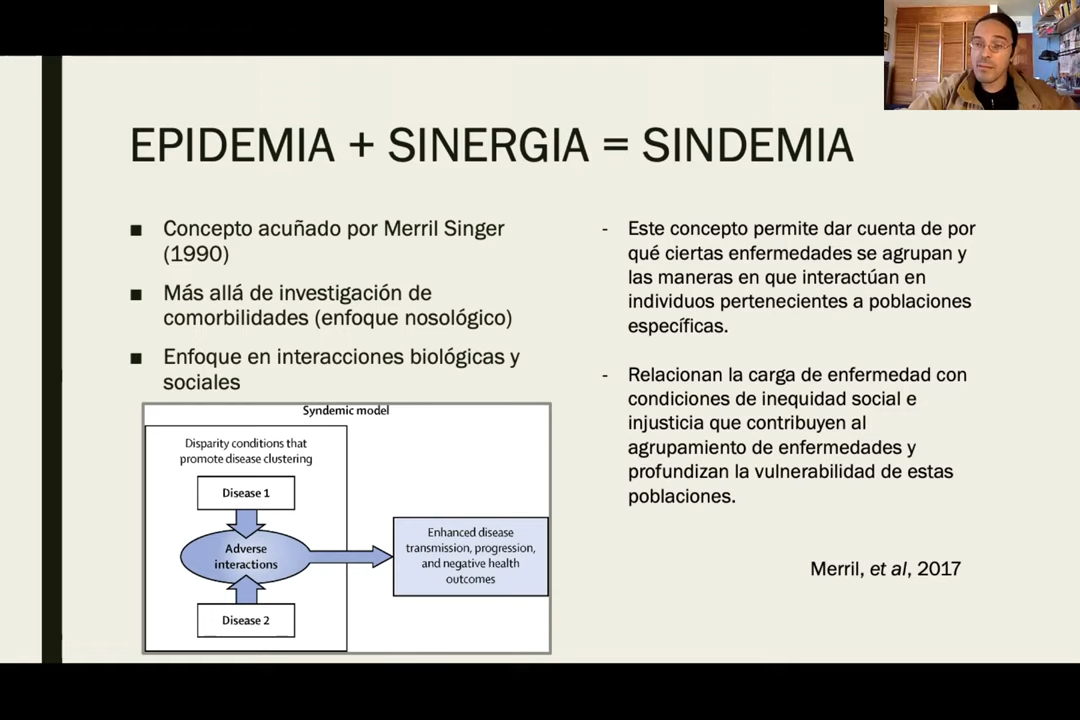 EPIDEMIA + SINERGIA = SINDEMIA
■ Concepto acuñado por Merril Singer
(1990)
■ Más allá de investigación de
comorbilidades (enfoque nosológico)
■ Enfoque en interacciones biológicas y
sociales
Syndemic model
Disparity conditions that
promote disease clustering
Disease 1
Adverse
interactions
Disease 2
Enhanced disease
transmission, progression,
and negative health
outcomes
- Este concepto permite dar cuenta de por
qué ciertas enfermedades se agrupan y
las maneras en que interactúan en
individuos pertenecientes a poblaciones
específicas.
- Relacionan la carga de enfermedad con
condiciones de inequidad social e
injusticia que contribuyen al
agrupamiento de enfermedades y
profundizan la vulnerabilidad de estas
poblaciones.
Merril, et al, 2017